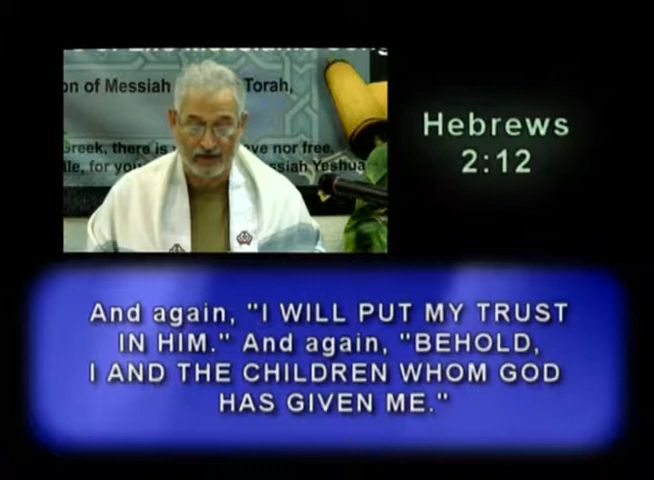 on of Messiah Torah,
Greek, there is ve nor free,
le, for you ssiah Yeshua
Hebrews
2:12
And again, "I WILL PUT MY TRUST
IN HIM." And again, "BEHOLD,
I AND THE CHILDREN WHOM GOD
HAS GIVEN ME."